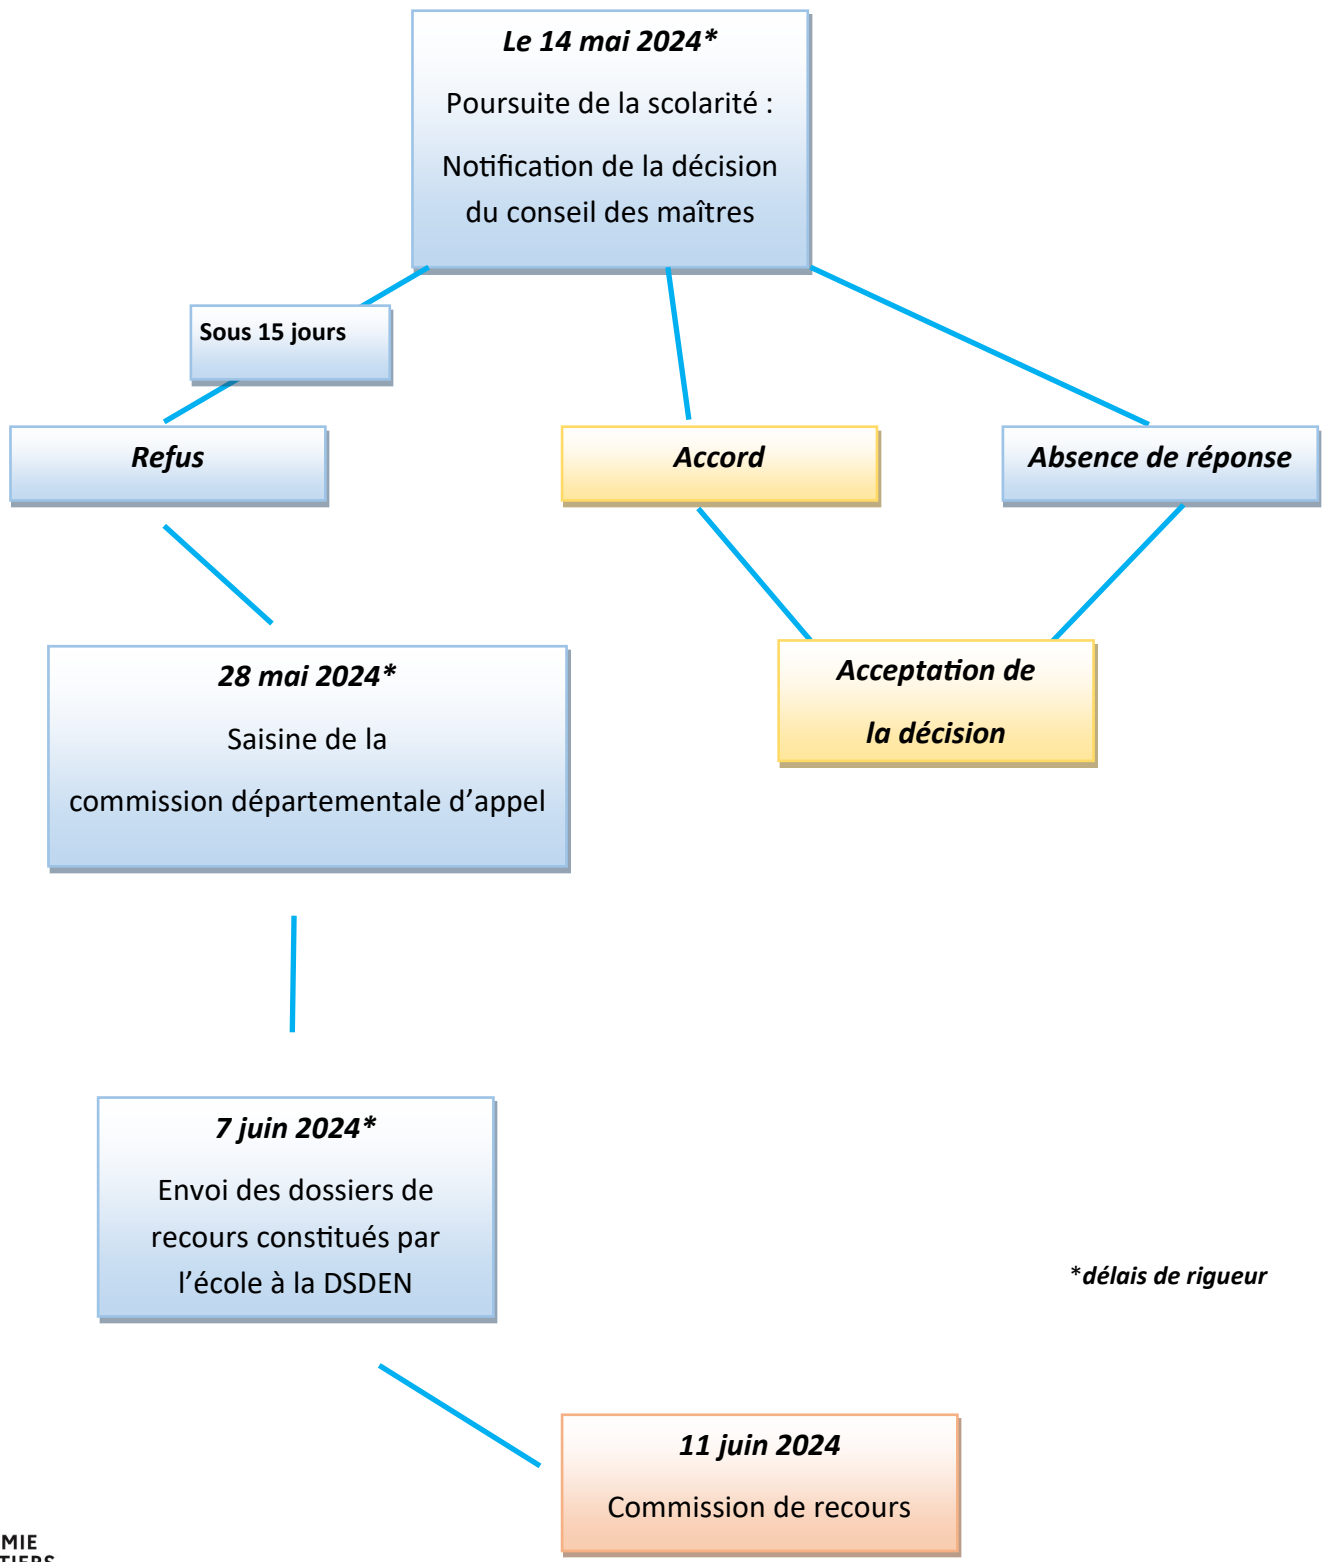 Le 14 mai 2024*
Poursuite de la scolarité :
Notification de la décision
du conseil des maîtres
Sous 15 jours
Refus
Accord
Absence de réponse
28 mai 2024*
Saisine de la
commission départementale d’appel
Acceptation de
la décision
7 juin 2024*
Envoi des dossiers de
recours constitués par
l’école à la DSDEN
*délais de rigueur
11 juin 2024
Commission de recours
MIE